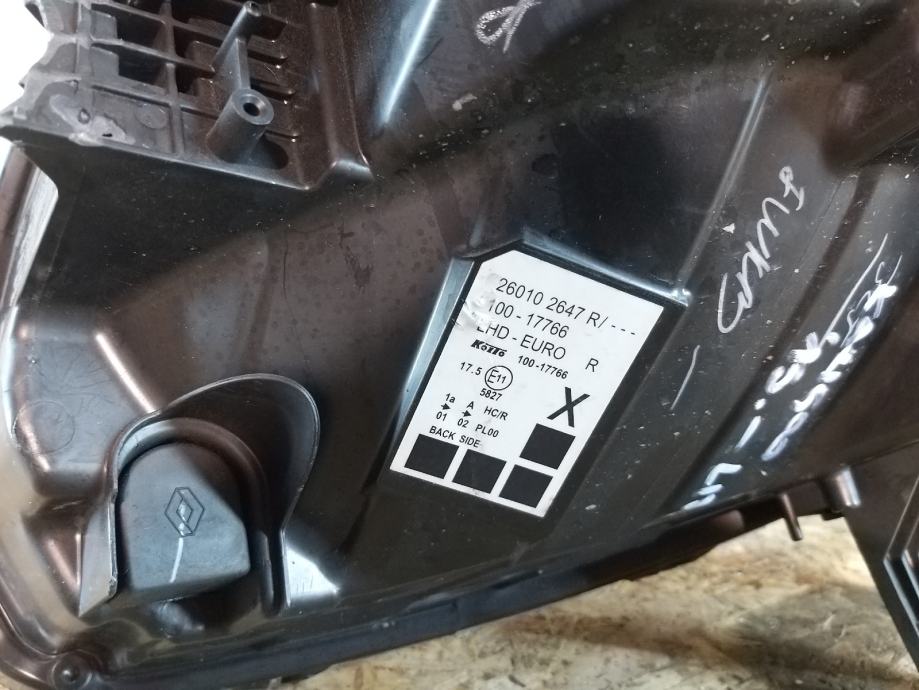 26010 2647 R/---
100-17766
LHD-EURO R
Koito 100-17766
17.5 E11
5827
X
1a A HC/R
01 02 PL00
BACK SIDE